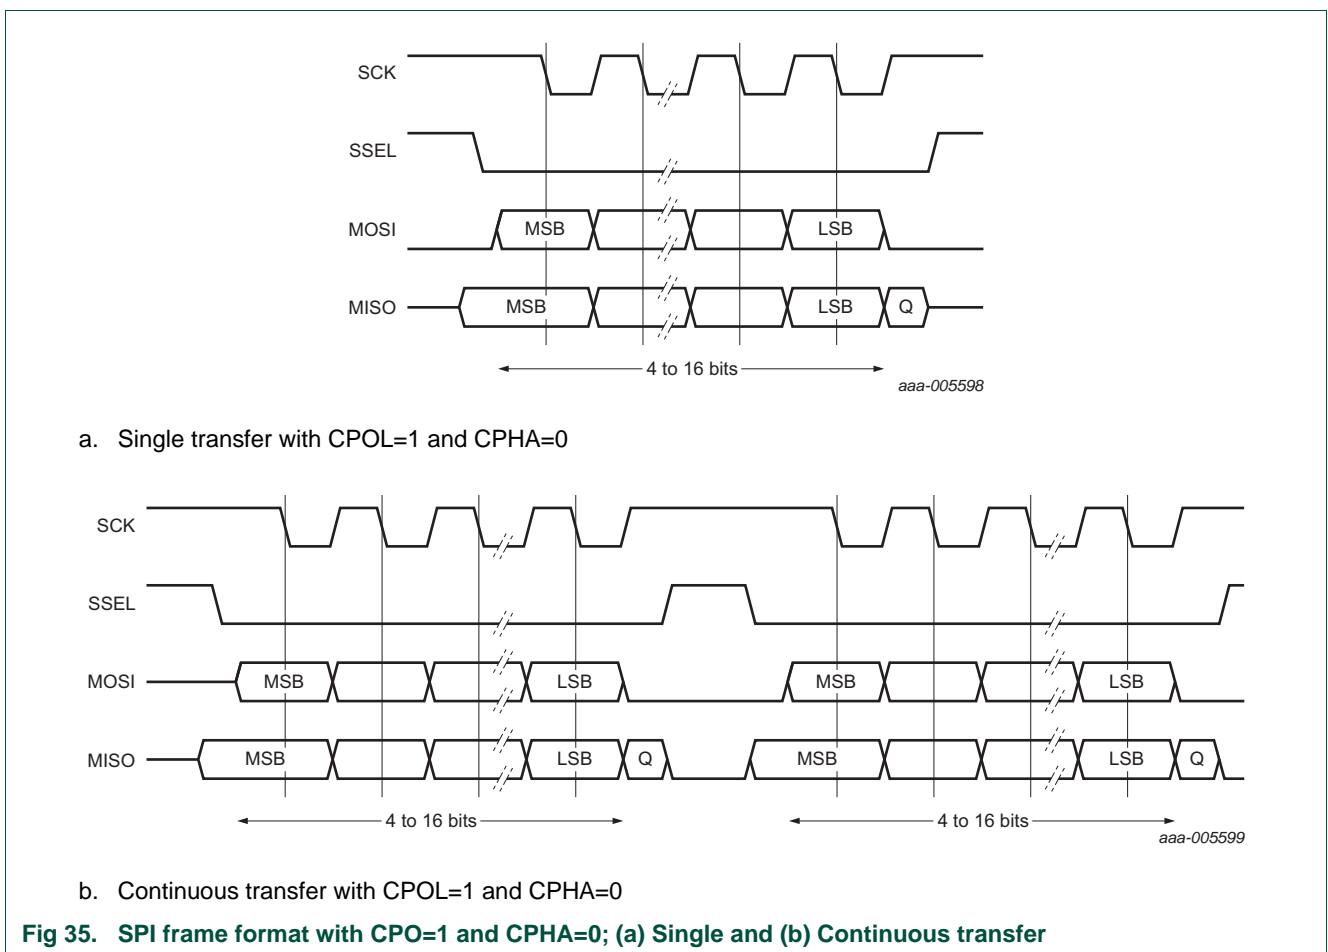 SCK
SSEL
MOSI MSB LSB
MISO MSB LSB Q
4 to 16 bits
aaa-005598
a. Single transfer with CPOL=1 and CPHA=0
SCK
SSEL
MOSI MSB LSB MSB LSB
MISO MSB LSB Q MSB LSB Q
4 to 16 bits 4 to 16 bits
aaa-005599
b. Continuous transfer with CPOL=1 and CPHA=0
Fig 35. SPI frame format with CPO=1 and CPHA=0; (a) Single and (b) Continuous transfer